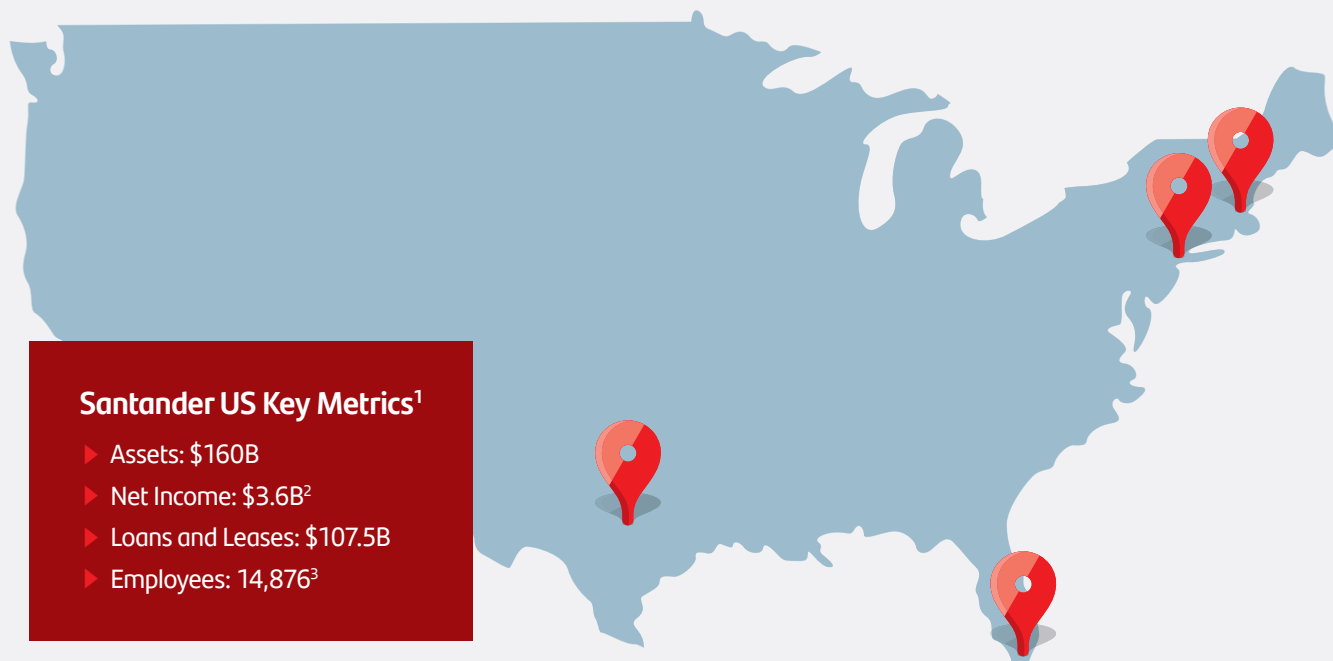 Santander US Key Metrics¹
Assets: $160B
Net Income: $3.6B²
Loans and Leases: $107.5B
Employees: 14,876³